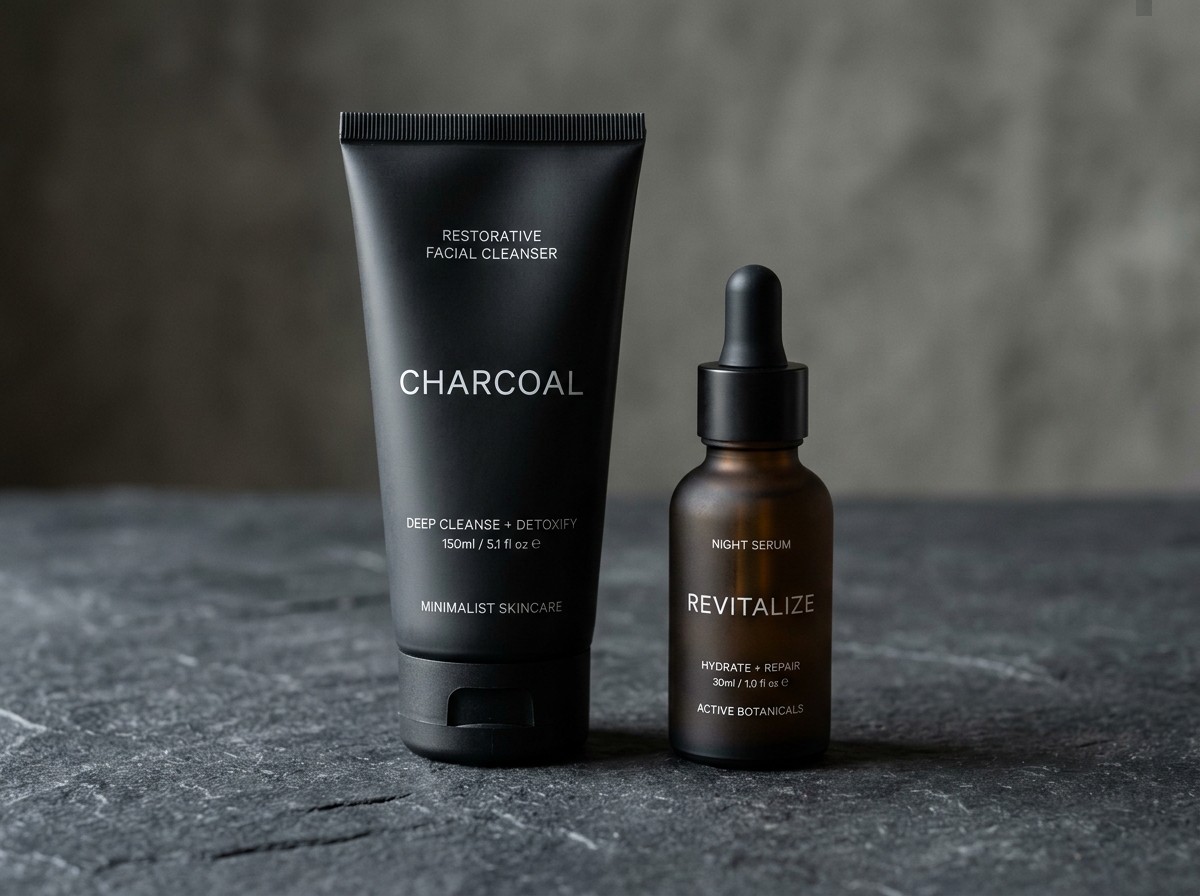 RESTORATIVE
FACIAL CLEANSER
CHARCOAL
DEEP CLEANSE + DETOXIFY
150ml / 5.1 fl oz ℮
MINIMALIST SKINCARE
NIGHT SERUM
REVITALIZE
HYDRATE + REPAIR
30ml / 1.0 fl oz ℮
ACTIVE BOTANICALS